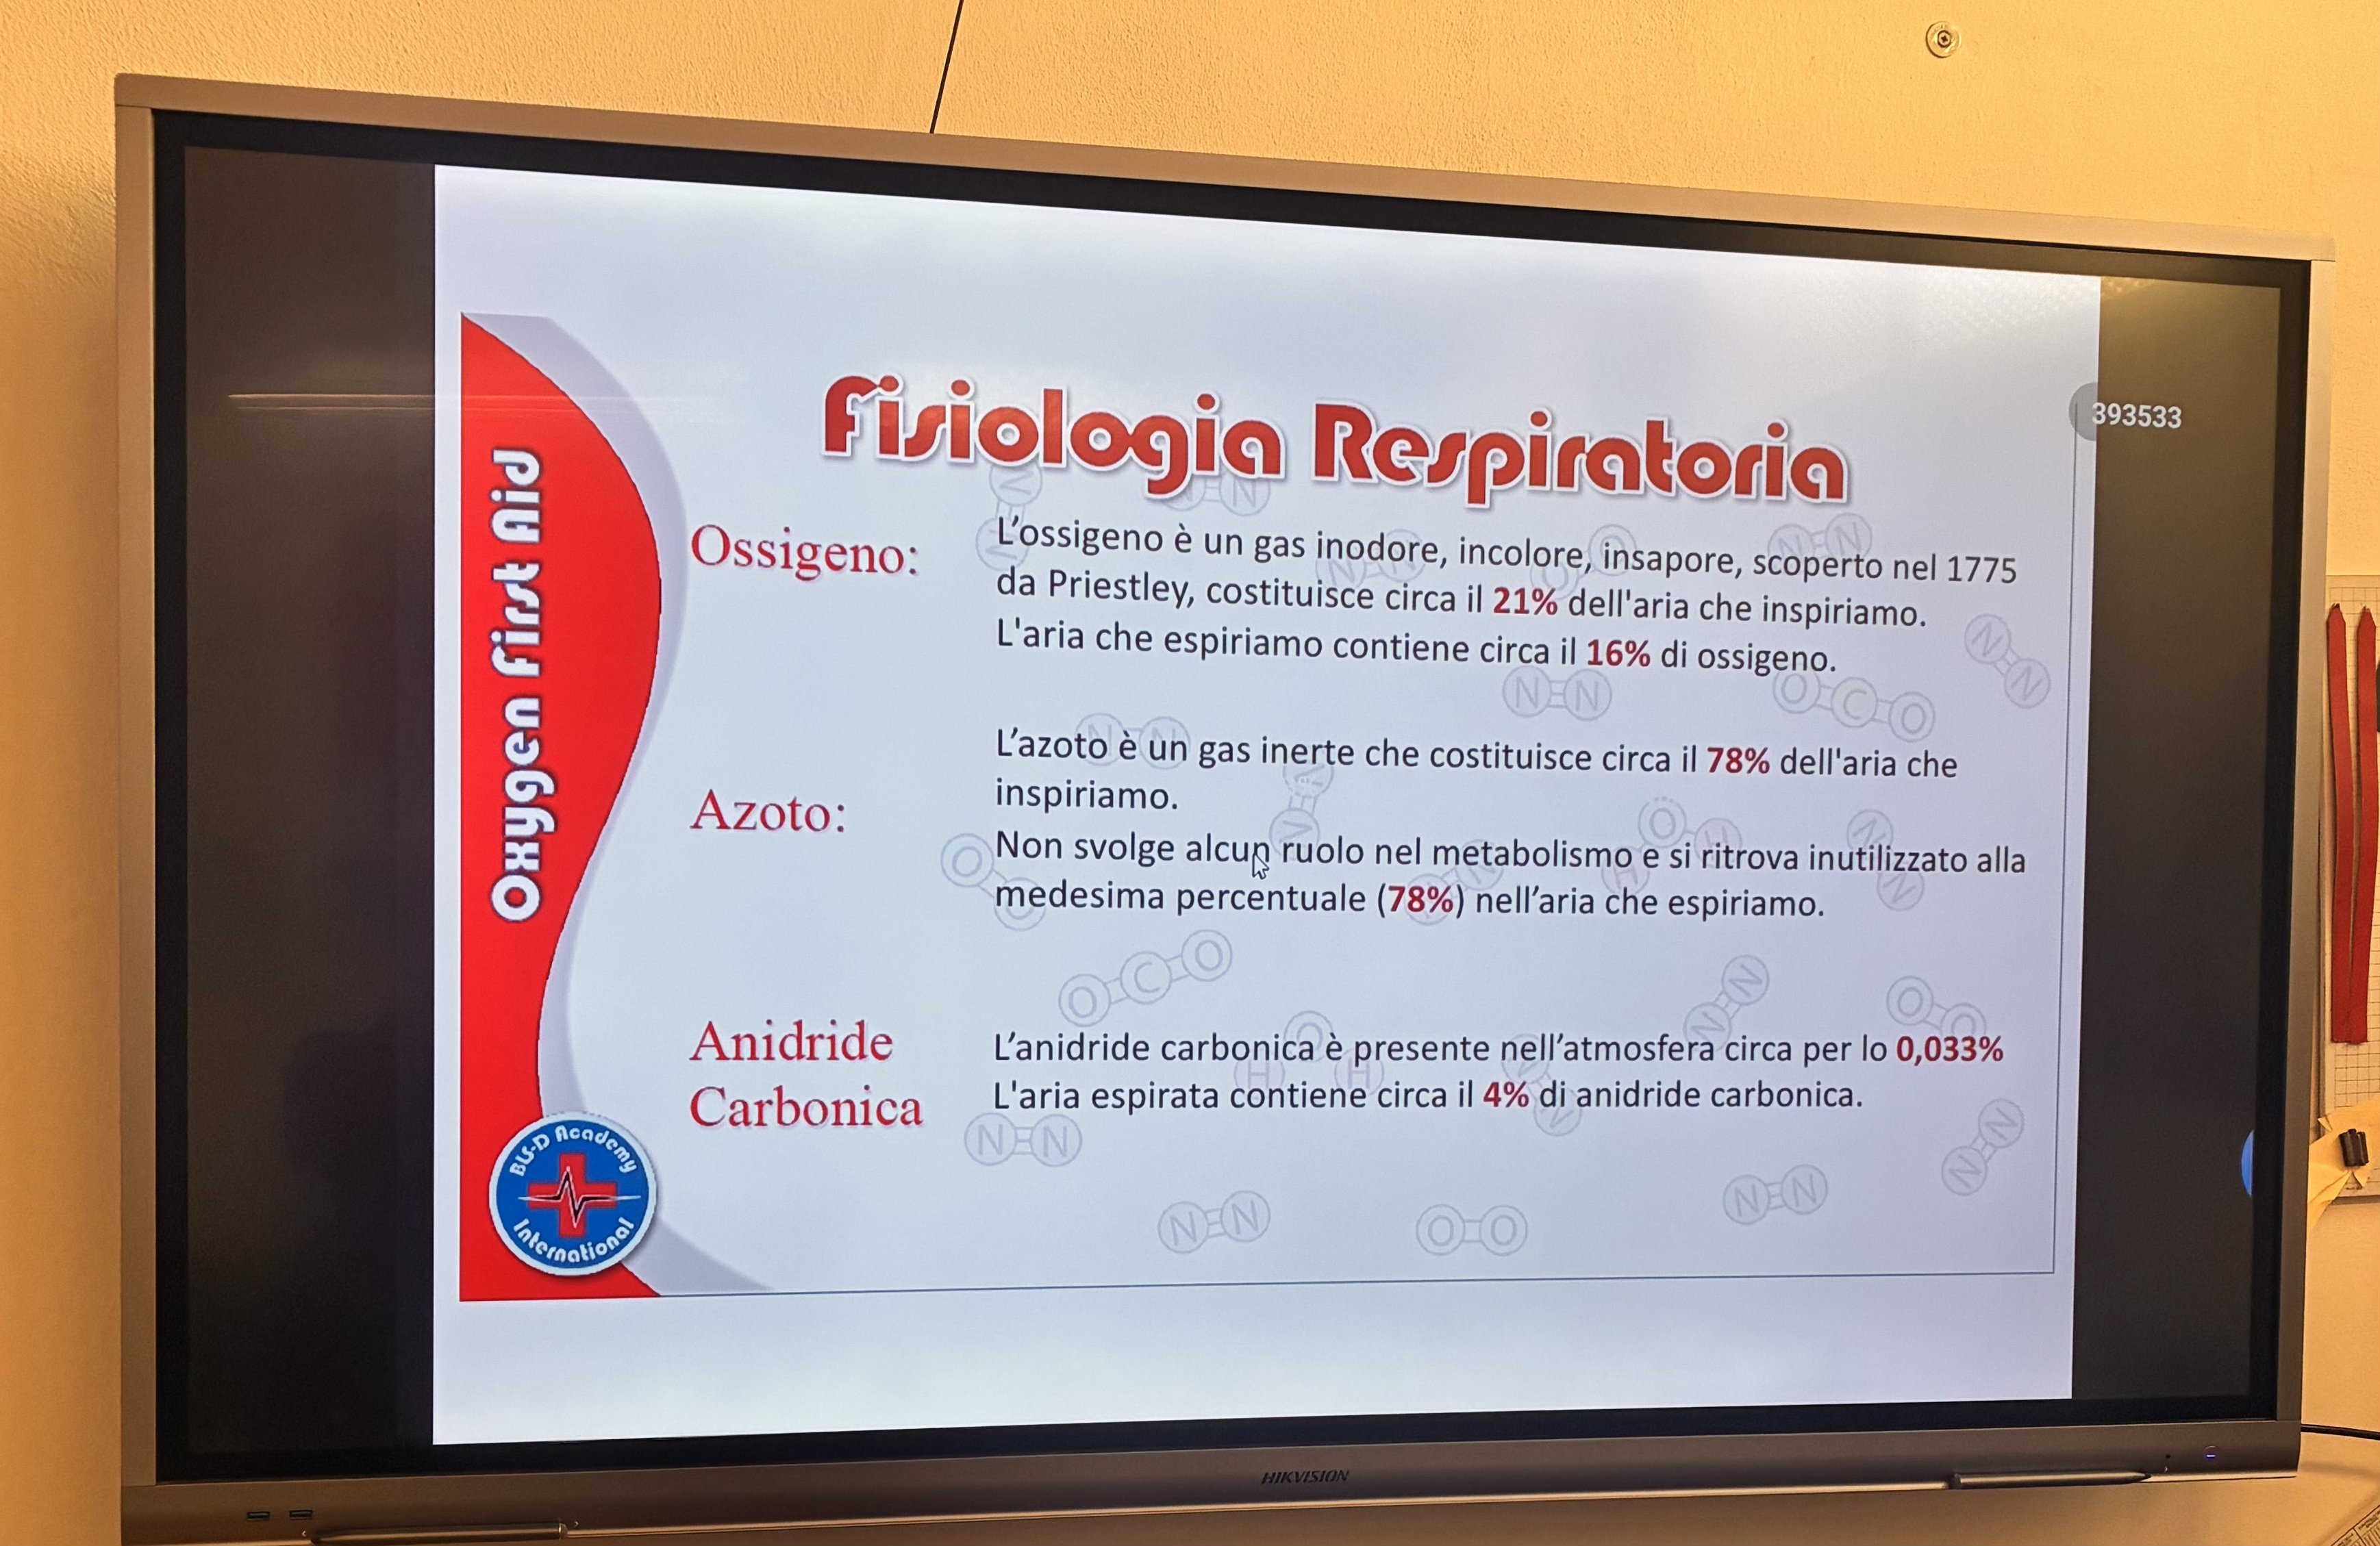 Fisiologia Respiratoria
393533
Oxygen First Aid
Ossigeno:
L’ossigeno è un gas inodore, incolore, insapore, scoperto nel 1775
da Priestley, costituisce circa il 21% dell'aria che inspiriamo.
L'aria che espiriamo contiene circa il 16% di ossigeno.
Azoto:
L’azoto è un gas inerte che costituisce circa il 78% dell'aria che
inspiriamo.
Non svolge alcun ruolo nel metabolismo e si ritrova inutilizzato alla
medesima percentuale (78%) nell’aria che espiriamo.
Anidride
Carbonica
L’anidride carbonica è presente nell’atmosfera circa per lo 0,033%
L'aria espirata contiene circa il 4% di anidride carbonica.
BLS-D Academy
International
HIKVISION